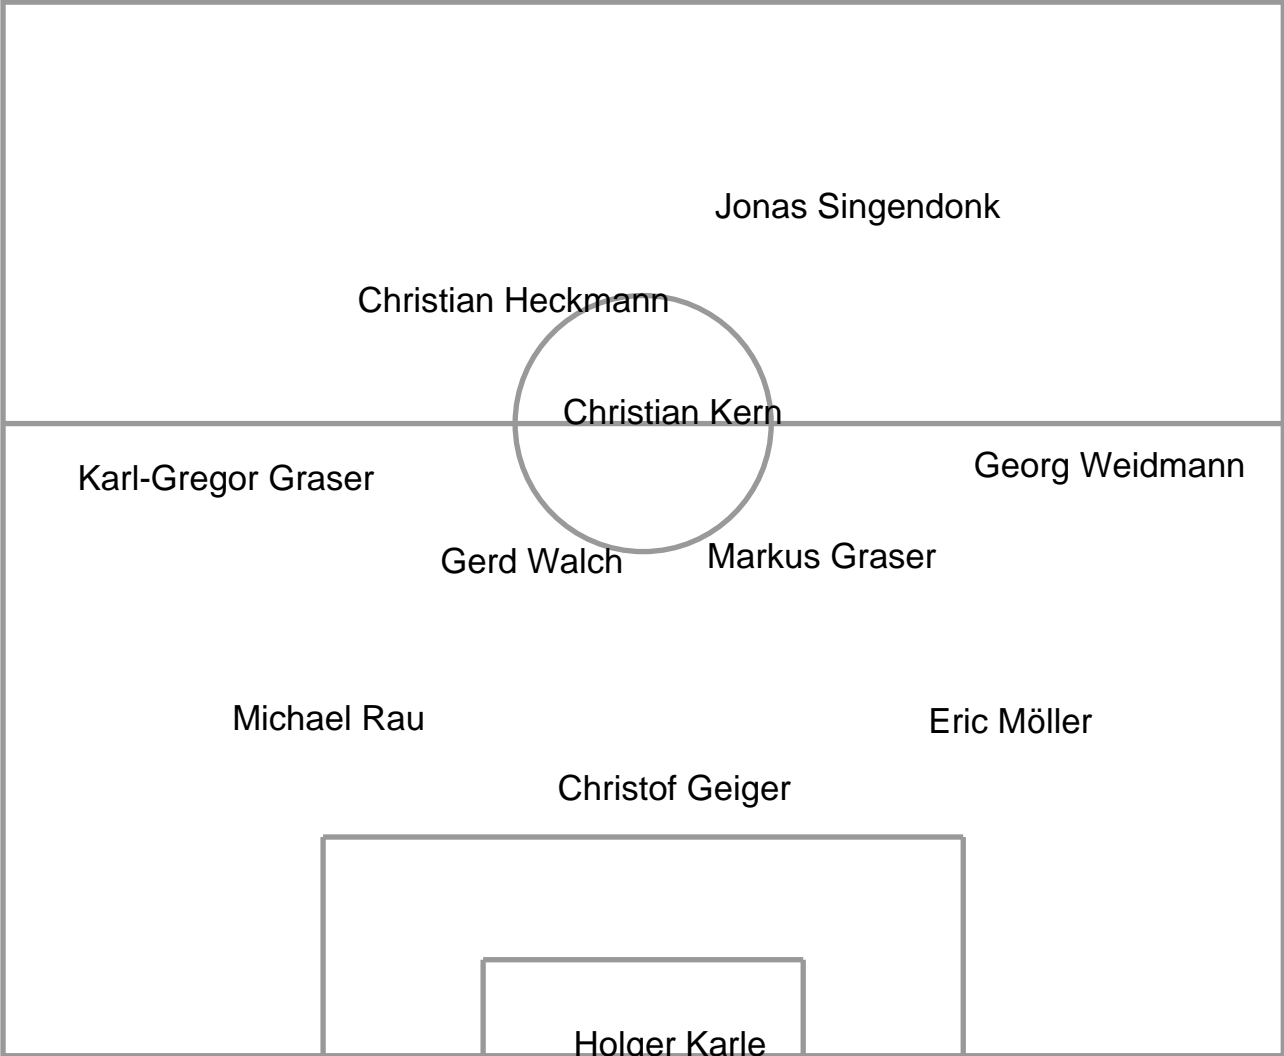 Jonas Singendonk
Christian Heckmann
Christian Kern
Karl-Gregor Graser
Georg Weidmann
Gerd Walch
Markus Graser
Michael Rau
Eric Möller
Christof Geiger
Holger Karle